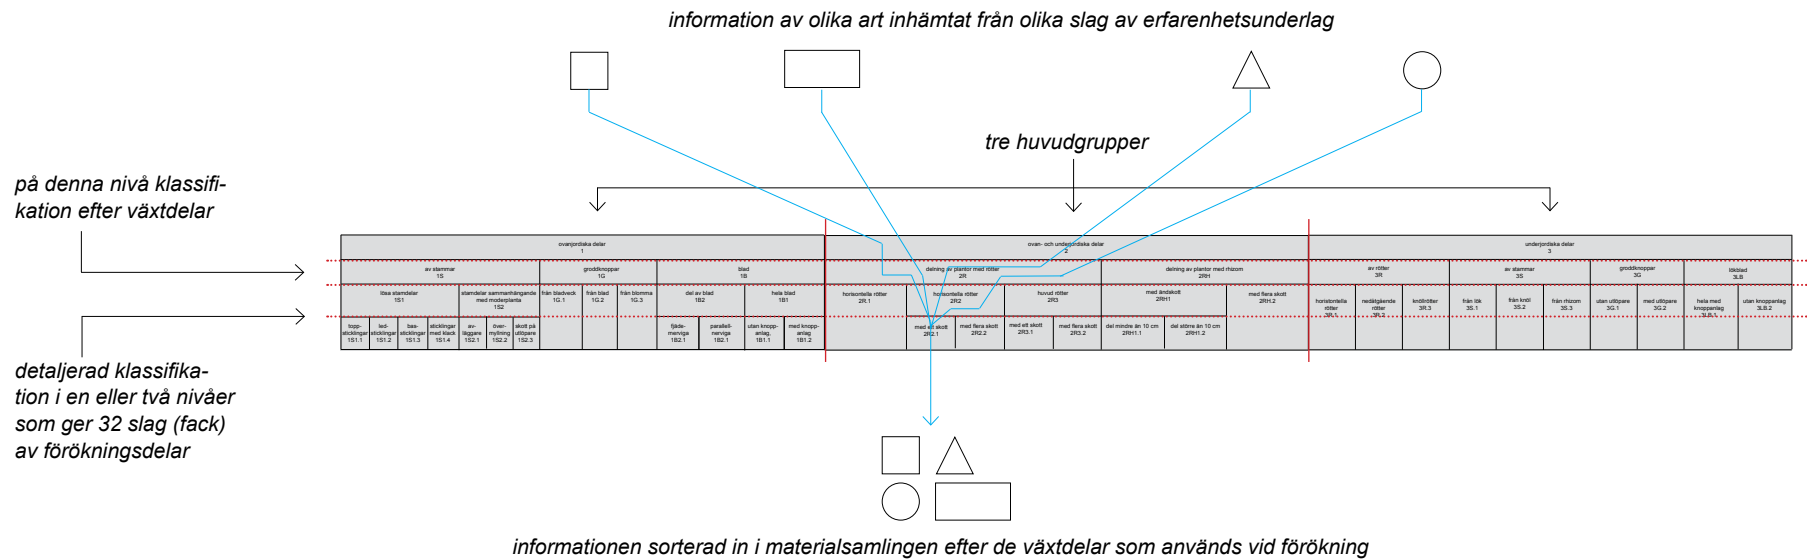 information av olika art inhämtat från olika slag av erfarenhetsunderlag
tre huvudgrupper
på denna nivå klassifi-
kation efter växtdelar
detaljerad klassifika-
tion i en eller två nivåer
som ger 32 slag (fack)
av förökningsdelar
ovanjordiska delar
1
ovan- och underjordiska delar
2
underjordiska delar
3
av stammar
1S
groddknoppar
1G
blad
1B
delning av plantor med rötter
2R
delning av plantor med rhizom
2RH
av rötter
3R
av stammar
3S
groddknoppar
3G
lökblad
3LB
lösa stamdelar
1S1
stamdelar sammanhängande
med moderplanta
1S2
från bladveck
1G.1
från blad
1G.2
från blomma
1G.3
del av blad
1B2
hela blad
1B1
horisontella rötter
2R.1
horisontella rötter
2R2
huvud rötter
2R3
med ändskott
2RH1
med flera skott
2RH.2
horistontella
rötter
3R.1
nedåtgående
rötter
3R.2
knölrötter
3R.3
från lök
3S.1
från knöl
3S.2
från rhizom
3S.3
utan utlöpare
3G.1
med utlöpare
3G.2
hela med
knoppanlag
3LB.1
utan knoppanlag
3LB.2
topp-
sticklingar
1S1.1
led-
sticklingar
1S1.2
bas-
sticklingar
1S1.3
sticklingar
med klack
1S1.4
av-
läggare
1S2.1
över-
mylining
1S2.2
skott på
utlöpare
1S2.3
fjäde-
merviga
1B2.1
parallell-
nerviga
1B2.1
utan knopp-
anlag,
1B1.1
med knopp-
anlag
1B1.2
med ett skott
2R2.1
med flera skott
2R2.2
med ett skott
2R3.1
med flera skott
2R3.2
del mindre än 10 cm
2RH1.1
del större än 10 cm
2RH1.2
informationen sorterad in i materialsamlingen efter de växtdelar som används vid förökning